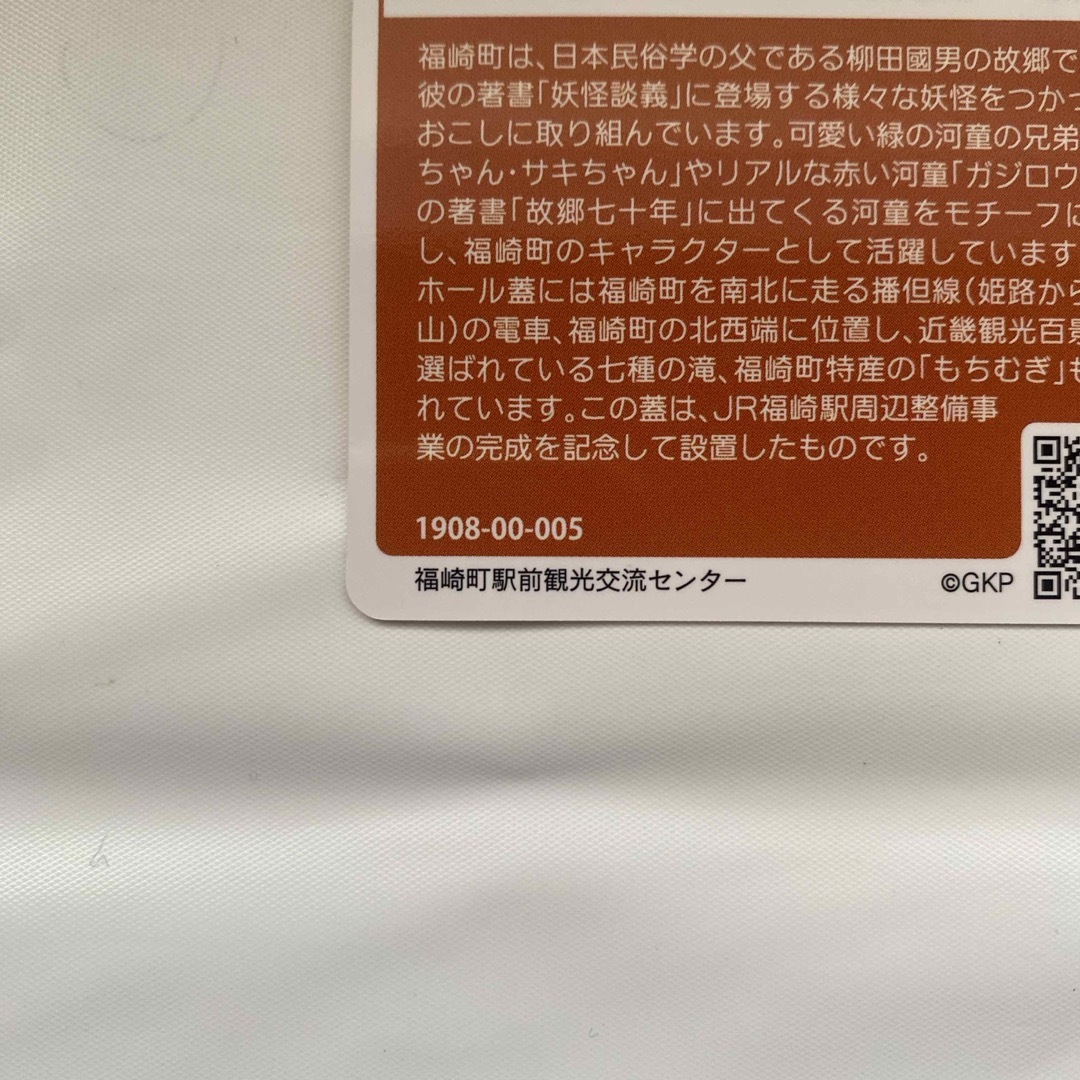 福崎町は、日本民俗学の父である柳田國男の故郷で
彼の著書「妖怪談義」に登場する様々な妖怪をつかっ
おこしに取り組んでいます。可愛い緑の河童の兄弟
ちゃん・サキちゃん」やリアルな赤い河童「ガジロウ
の著書「故郷七十年」に出てくる河童をモチーフに
し、福崎町のキャラクターとして活躍しています
ホール蓋には福崎町を南北に走る播但線(姫路から
山)の電車、福崎町の北西端に位置し、近畿観光百景
選ばれている七種の滝、福崎町特産の「もちむぎ」も
れています。この蓋は、JR福崎駅周辺整備事
業の完成を記念して設置したものです。
1908-00-005
福崎町駅前観光交流センター ©GKP